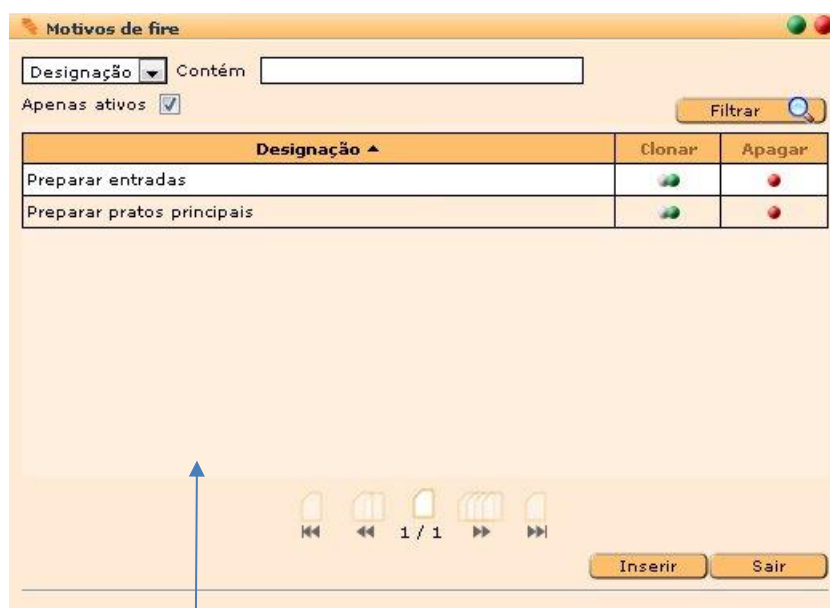 Motivos de fire
Designação Contém
Apenas ativos
Filtrar
Designação Clonar Apagar
Preparar entradas
Preparar pratos principais
1 / 1
Inserir Sair